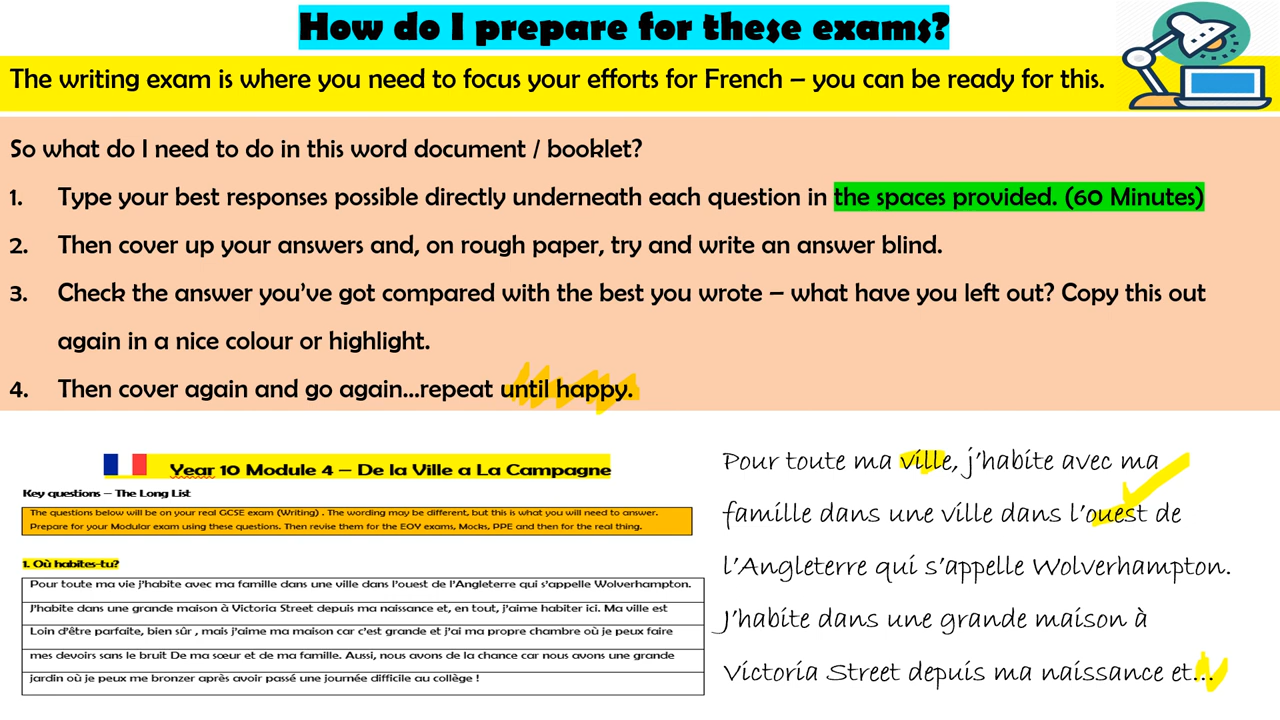 How do I prepare for these exams?
The writing exam is where you need to focus your efforts for French – you can be ready for this.
So what do I need to do in this word document / booklet?
1. Type your best responses possible directly underneath each question in the spaces provided. (60 Minutes)
2. Then cover up your answers and, on rough paper, try and write an answer blind.
3. Check the answer you've got compared with the best you wrote – what have you left out? Copy this out
again in a nice colour or highlight.
4. Then cover again and go again...repeat until happy.
Year 10 Module 4 – De la Ville a La Campagne
Key questions – The Long List
The questions below will be on your real GCSE exam (Writing) . The wording may be different, but this is what you will need to answer.
Prepare for your Modular exam using these questions. Then revise them for the EOY exams, Mocks, PPE and then for the real thing.
1. Où habites-tu?
Pour toute ma vie j'habite avec ma famille dans une ville dans l'ouest de l'Angleterre qui s'appelle Wolverhampton.
J'habite dans une grande maison à Victoria Street depuis ma naissance et, en tout, j'aime habiter ici. Ma ville est
Loin d'être parfaite, bien sûr , mais j'aime ma maison car c'est grande et j'ai ma propre chambre où je peux faire
mes devoirs sans le bruit De ma sœur et de ma famille. Aussi, nous avons de la chance car nous avons une grande
jardin où je peux me bronzer après avoir passé une journée difficile au collège !
Pour toute ma ville, j'habite avec ma
famille dans une ville dans l'ouest de
l'Angleterre qui s'appelle Wolverhampton.
J'habite dans une grande maison à
Victoria Street depuis ma naissance et...